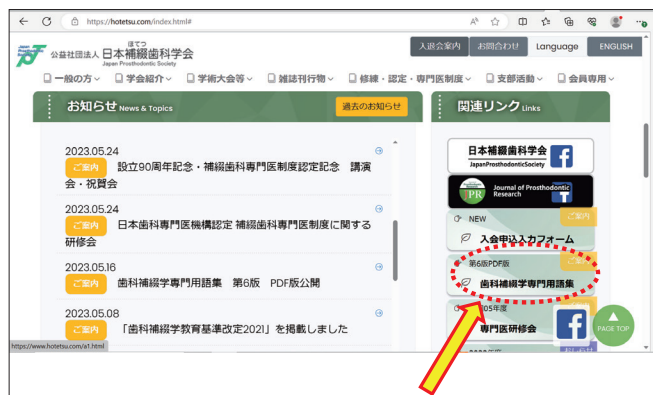 https://hotetsu.com/index.html#
公益社団法人 日本補綴歯科学会
ほてつ
Japan Prosthodontic Society
入退会案内 お問合わせ Language ENGLISH
一般の方 学会紹介 学術大会等 雑誌刊行物 修練・認定・専門医制度 支部活動 会員専用
お知らせ News & Topics
過去のお知らせ
2023.05.24
ご案内 設立90周年記念・補綴歯科専門医制度認定記念 講演
会・祝賀会
2023.05.24
ご案内 日本歯科専門医機構認定 補綴歯科専門医制度に関する
研修会
2023.05.16
ご案内 歯科補綴学専門用語集 第6版 PDF版公開
2023.05.08
ご案内 「歯科補綴学教育基準改定2021」を掲載しました
https://www.hotetsu.com/a1.html
関連リンク Links
日本補綴歯科学会
JapanProsthodonticSociety
JPR Journal of Prosthodontic
Research
NEW ご案内
入会申込入力フォーム
第6版PDF版
歯科補綴学専門用語集
05年度
専門医研修会
PAGE TOP